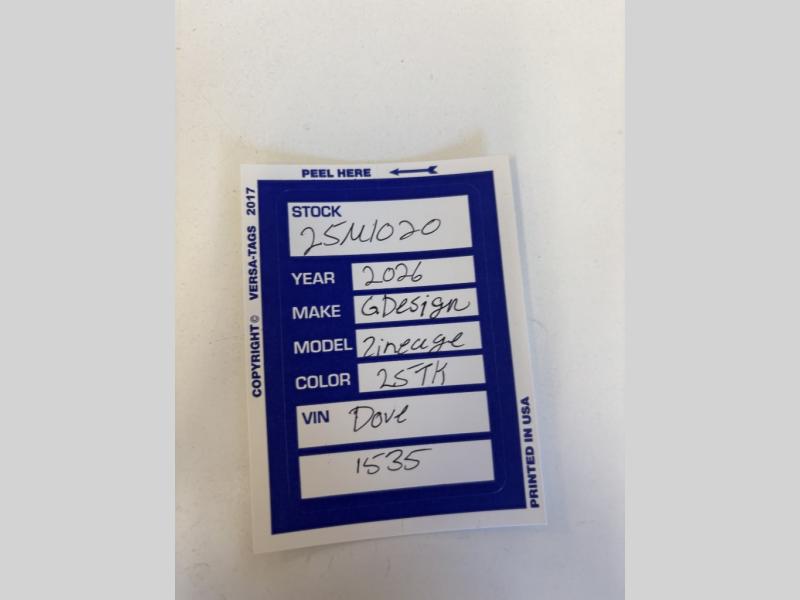 PEEL HERE
COPYRIGHT© VERSA-TAGS 2017
STOCK
25M1020
YEAR 2026
MAKE GDesign
MODEL Lineage
COLOR 25TK
VIN Dove
1535
PRINTED IN USA